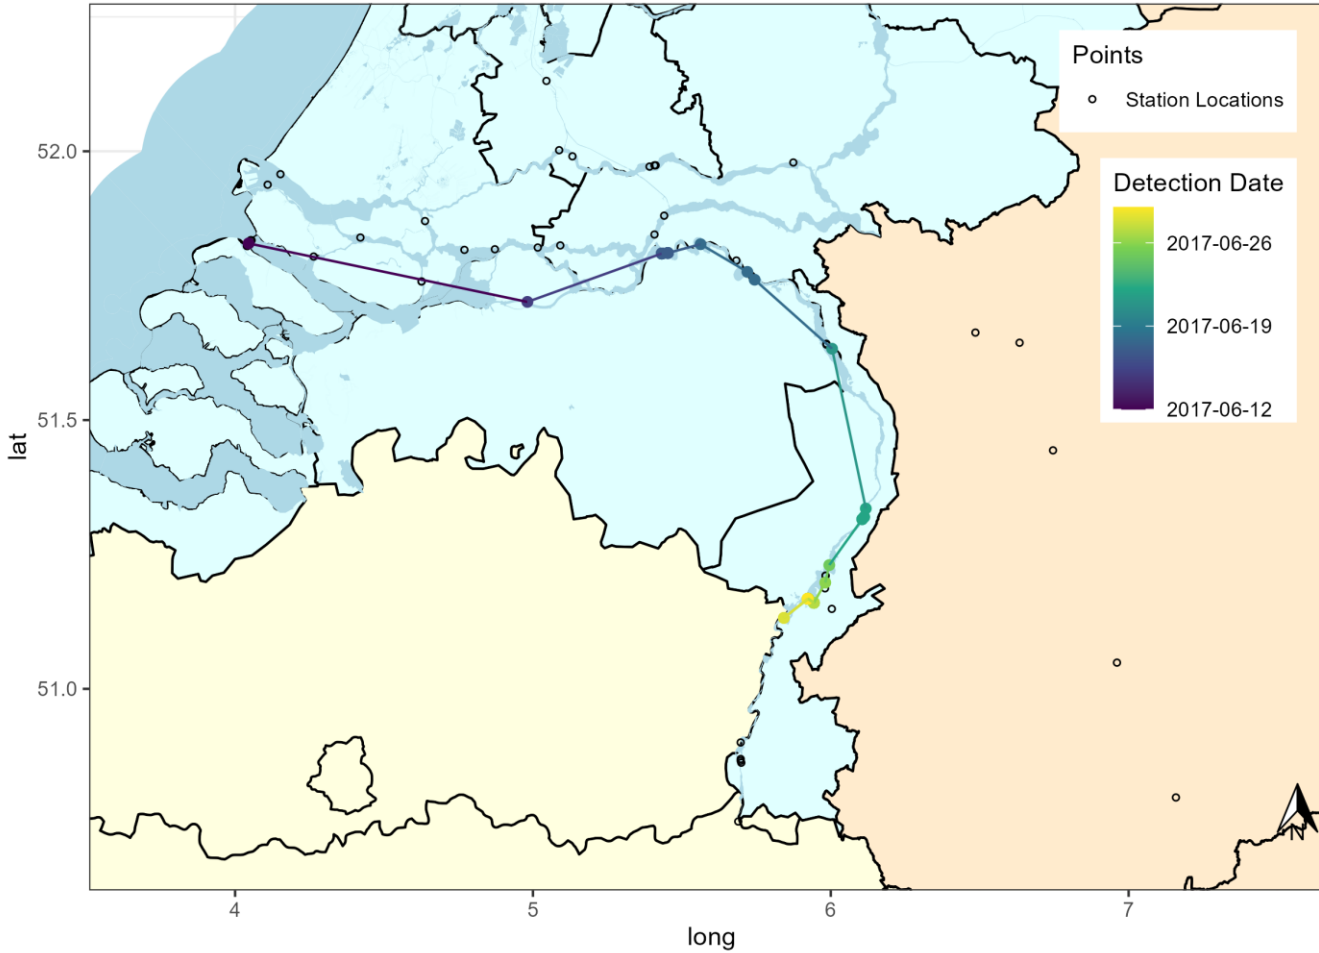 Points
Station Locations
Detection Date
2017-06-26
2017-06-19
2017-06-12
52.0
51.5
51.0
lat
4
5
6
7
long
N